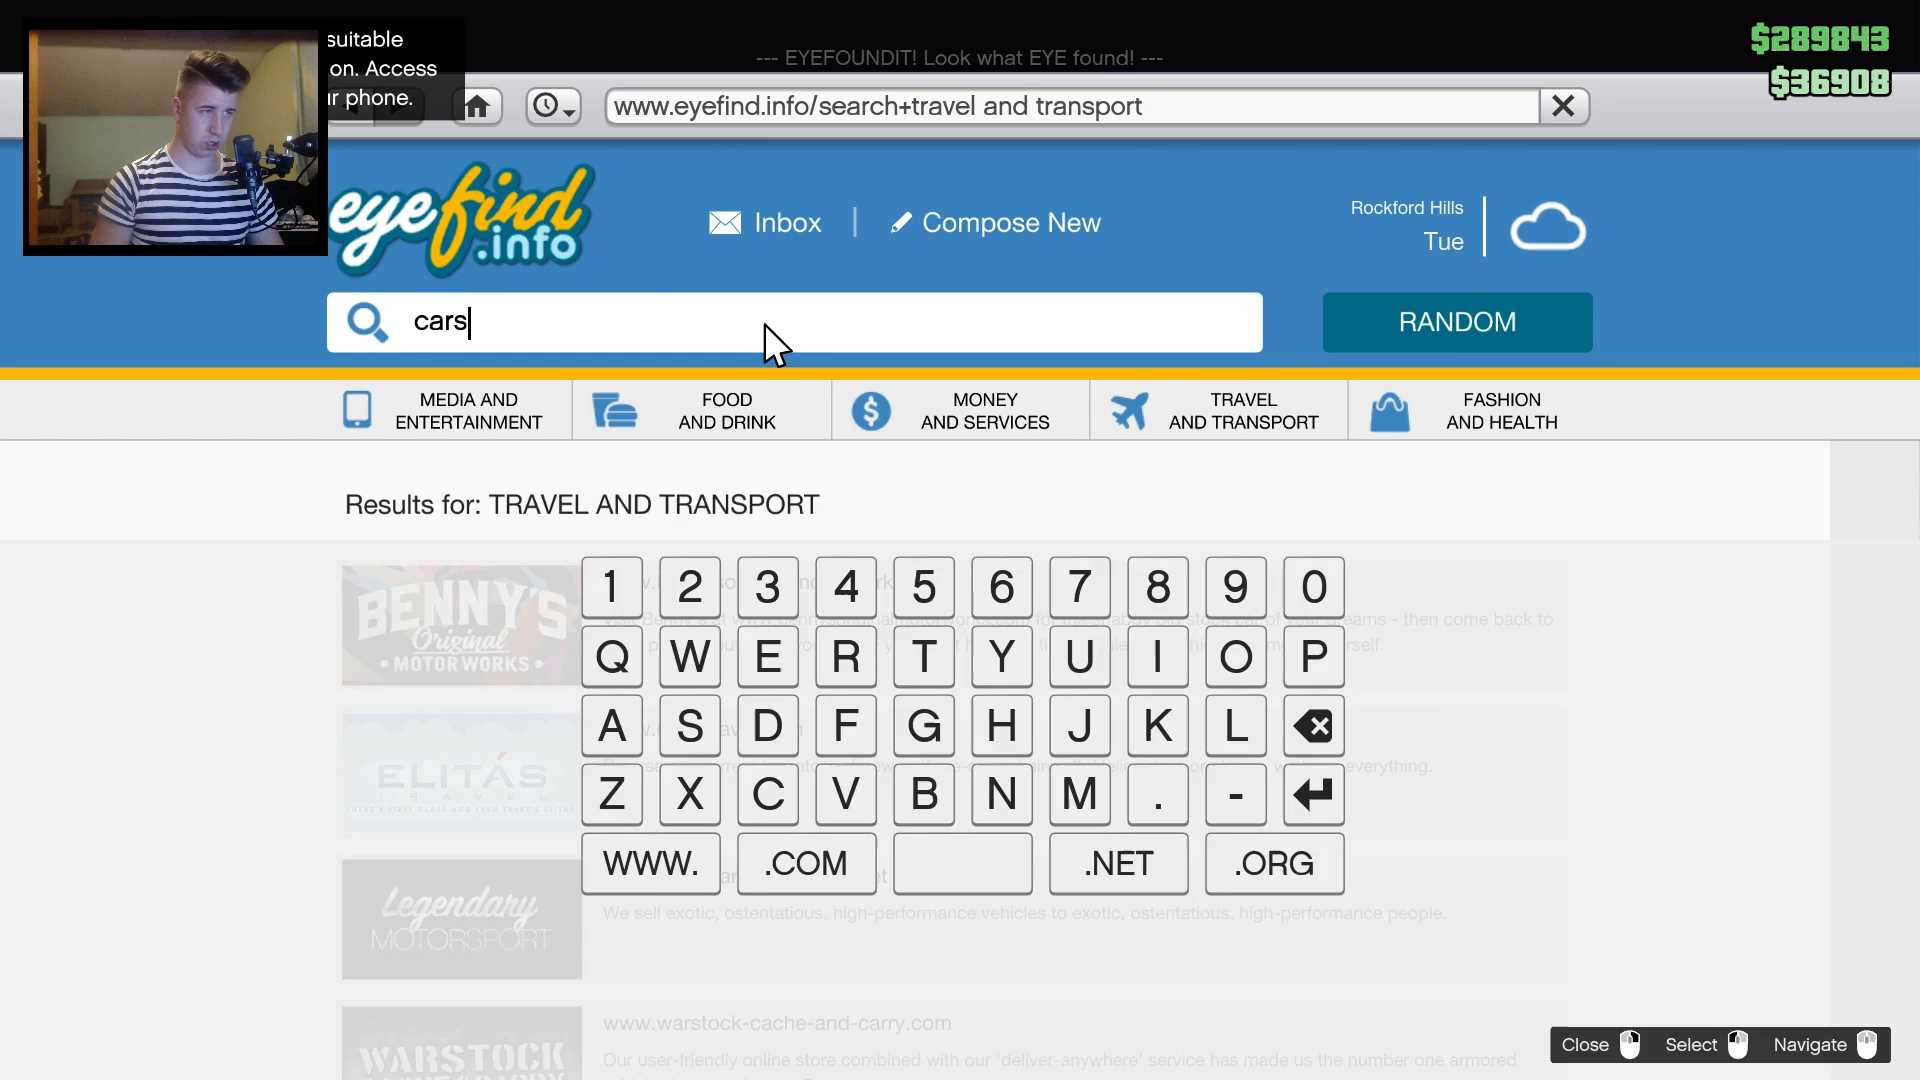 suitable
on. Access
r phone.
--- EYEFOUNDIT! Look what EYE found! ---
$289843
$36908
www.eyefind.info/search+travel and transport
eyefind
.info
Inbox
Compose New
Rockford Hills
Tue
cars
RANDOM
MEDIA AND
ENTERTAINMENT
FOOD
AND DRINK
MONEY
AND SERVICES
TRAVEL
AND TRANSPORT
FASHION
AND HEALTH
Results for: TRAVEL AND TRANSPORT
BENNY'S
Original
• MOTOR WORKS •
1 2 3 4 5 6 7 8 9 0
Q W E R T Y U I O P
A S D F G H J K L
Z X C V B N M . -
WWW. .COM .NET .ORG
dreams - then come back to
ELITÁS
TRAVEL
everything.
Legendary
MOTORSPORT
We sell exotic, ostentatious, high-performance vehicles to exotic, ostentatious, high-performance people.
WARSTOCK
www.warstock-cache-and-carry.com
Our user-friendly online store combined with our 'deliver-anywhere' service has made us the number one armored
Close Select Navigate